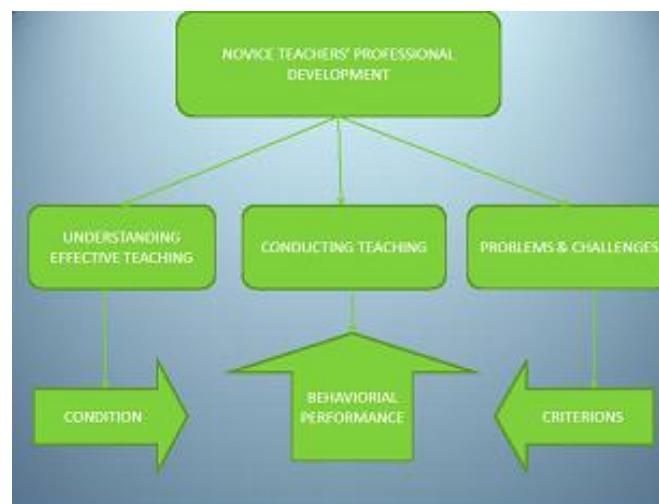 NOVICE TEACHERS' PROFESSIONAL
DEVELOPMENT
UNDERSTANDING
EFFECTIVE TEACHING
CONDUCTING TEACHING
PROBLEMS & CHALLENGES
CONDITION
BEHAVIORIAL
PERFORMANCE
CRITERIONS